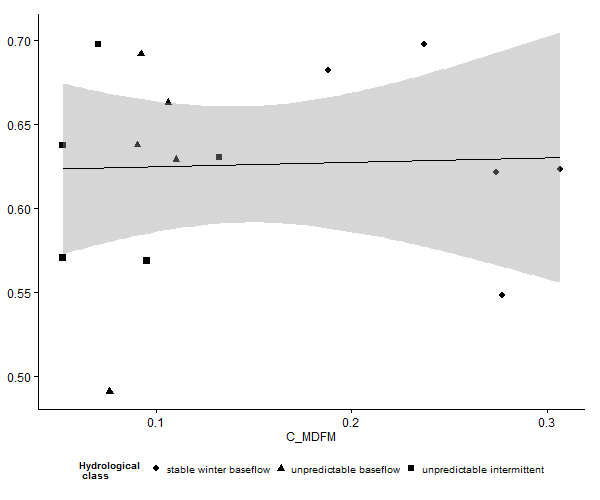 0.70
0.65
0.60
0.55
0.50
0.1 0.2 0.3
C_MDFM
Hydrological
class
stable winter baseflow unpredictable baseflow unpredictable intermittent